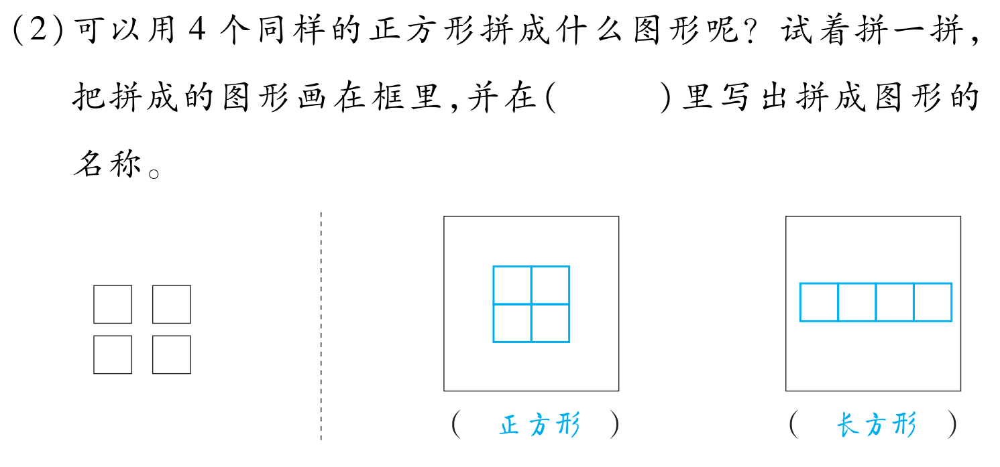 (2)可以用 4 个同样的正方形拼成什么图形呢？试着拼一拼，
把拼成的图形画在框里，并在(　　)里写出拼成图形的
名称。
( 正方形 ) ( 长方形 )